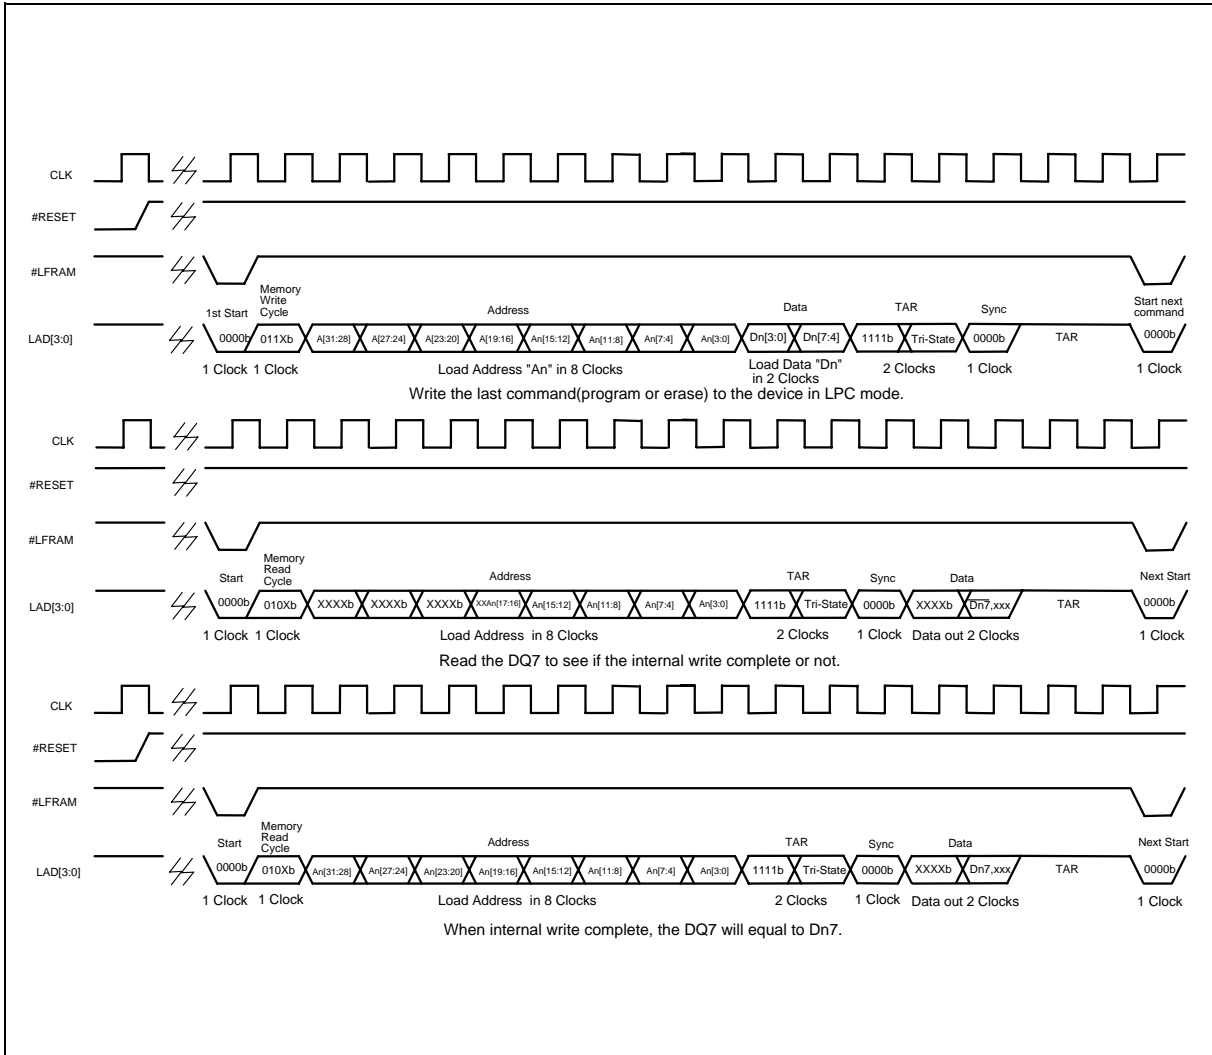 CLK
#RESET
#LFRAM
Memory
Write
Cycle
1st Start
Address
Data
TAR
Sync
Start next
command
LAD[3:0]
0000b 011Xb A[31:28] A[27:24] A[23:20] A[19:16] An[15:12] An[11:8] An[7:4] An[3:0] Dn[3:0] Dn[7:4] 1111b Tri-State 0000b TAR 0000b
1 Clock 1 Clock Load Address "An" in 8 Clocks Load Data "Dn"
in 2 Clocks 2 Clocks 1 Clock 1 Clock
Write the last command(program or erase) to the device in LPC mode.
CLK
#RESET
#LFRAM
Memory
Read
Cycle
Start Address TAR Sync Data Next Start
LAD[3:0]
0000b 010Xb XXXXb XXXXb XXXXb XXAn[17:16] An[15:12] An[11:8] An[7:4] An[3:0] 1111b Tri-State 0000b XXXXb D̅n̅7,xxx TAR 0000b
1 Clock 1 Clock Load Address in 8 Clocks 2 Clocks 1 Clock Data out 2 Clocks 1 Clock
Read the DQ7 to see if the internal write complete or not.
CLK
#RESET
#LFRAM
Memory
Read
Cycle
Start Address TAR Sync Data Next Start
LAD[3:0]
0000b 010Xb An[31:28] An[27:24] An[23:20] An[19:16] An[15:12] An[11:8] An[7:4] An[3:0] 1111b Tri-State 0000b XXXXb Dn7,xxx TAR 0000b
1 Clock 1 Clock Load Address in 8 Clocks 2 Clocks 1 Clock Data out 2 Clocks 1 Clock
When internal write complete, the DQ7 will equal to Dn7.